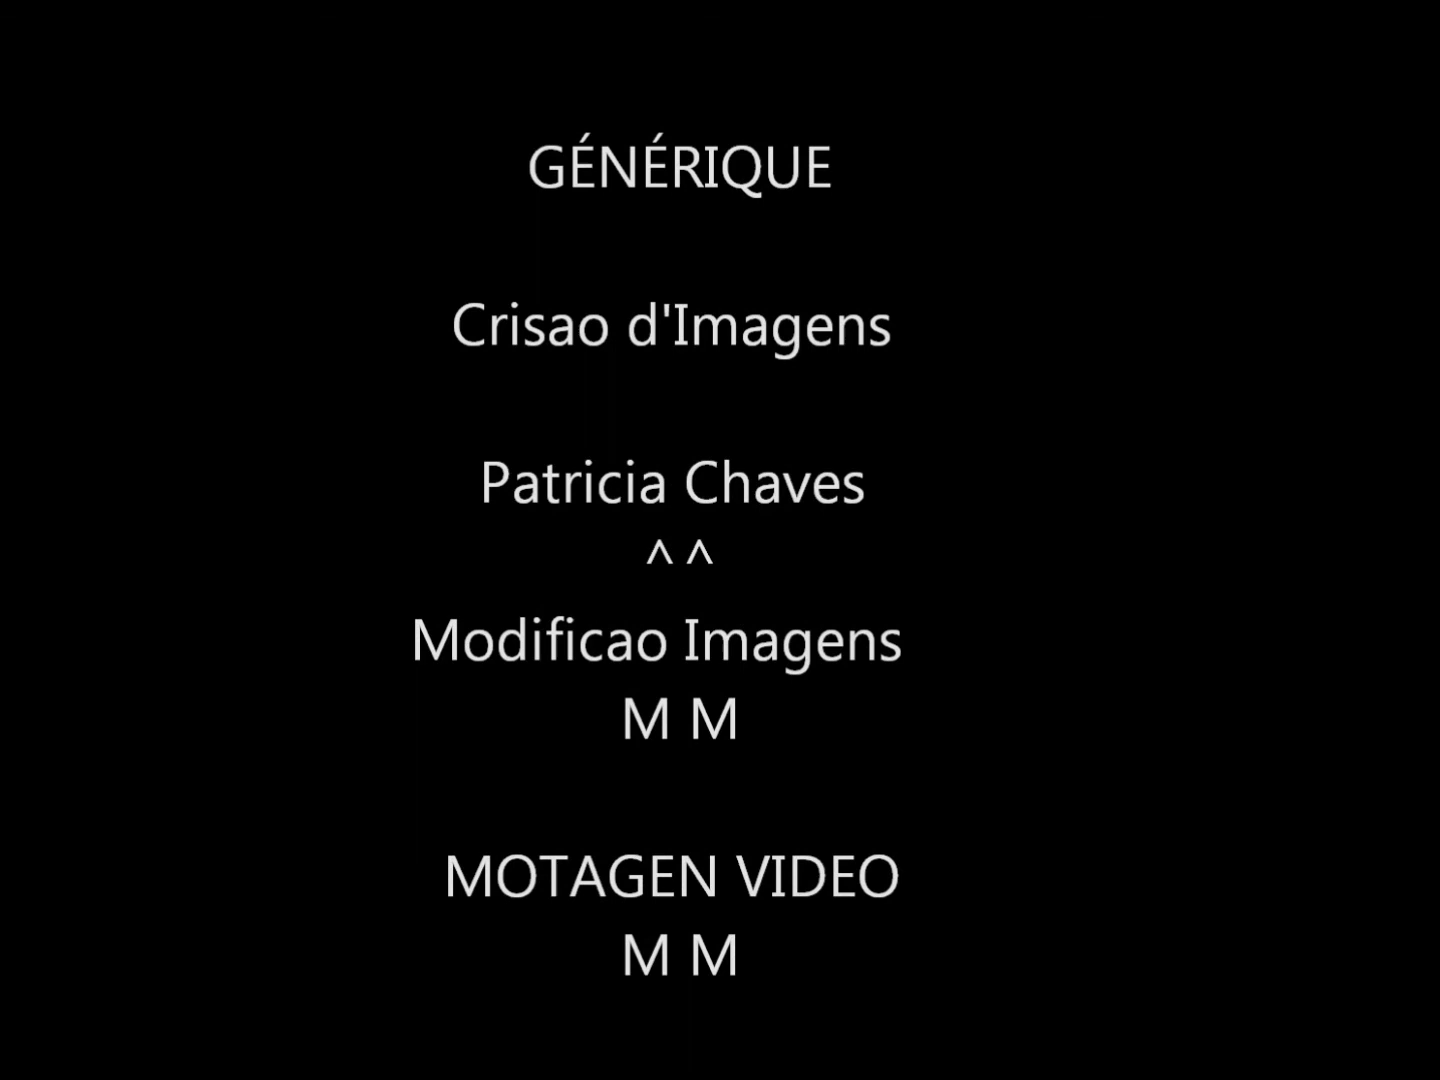 GÉNÉRIQUE
Crisao d'Imagens
Patricia Chaves
^ ^
Modificao Imagens
M M
MOTAGEN VIDEO
M M